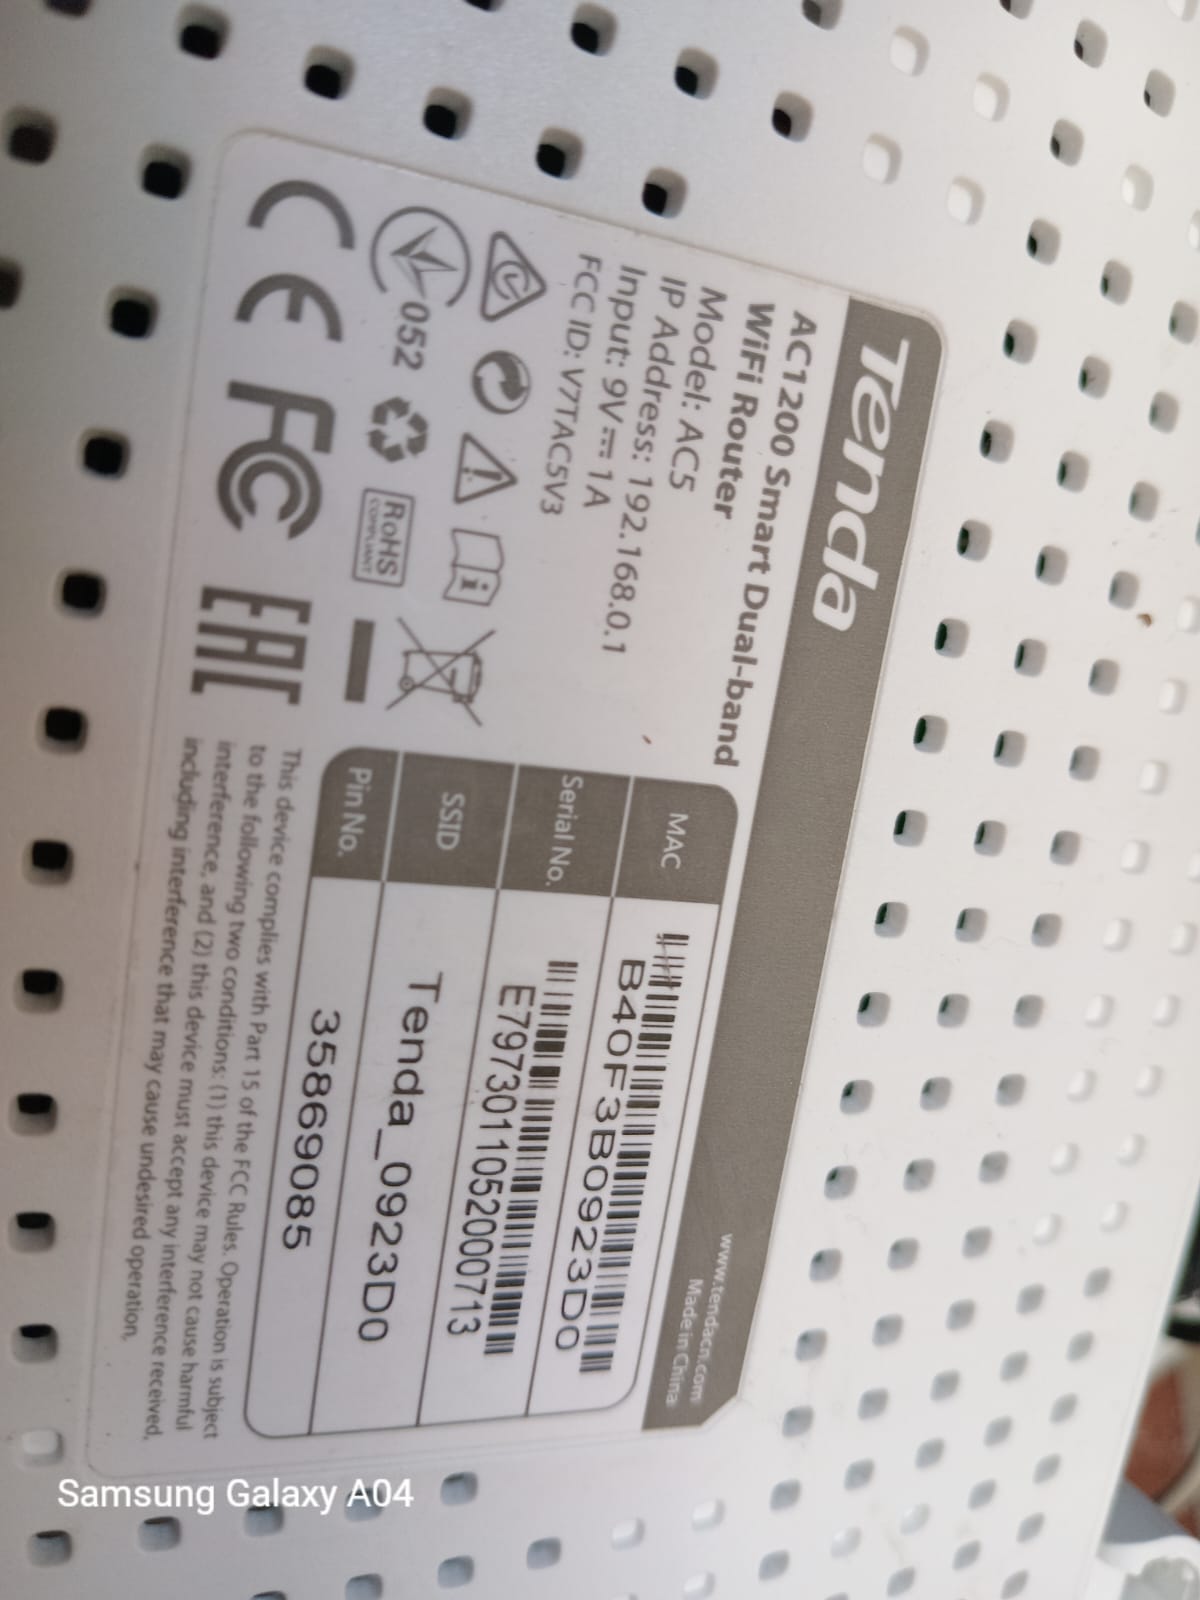 Tenda
AC1200 Smart Dual-band
WiFi Router
Model: AC5
IP Address: 192.168.0.1
Input: 9V⎓1A
FCC ID: V7TAC5V3
www.tendacn.com
Made in China
MAC
B40F3B0923D0
Serial No.
E7973011052000713
SSID
Tenda_0923D0
Pin No.
35869085
052
RoHS
COMPLIANT
CE FC EAC
This device complies with Part 15 of the FCC Rules. Operation is subject
to the following two conditions: (1) this device may not cause harmful
interference, and (2) this device must accept any interference received,
including interference that may cause undesired operation.
Samsung Galaxy A04